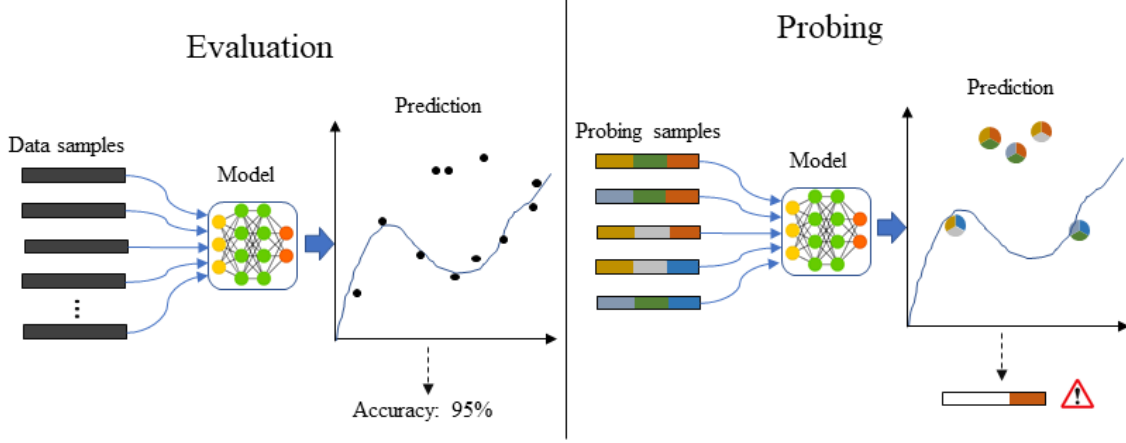 Evaluation
Prediction
Data samples
Model
...
Accuracy: 95%
Probing
Prediction
Probing samples
Model
!